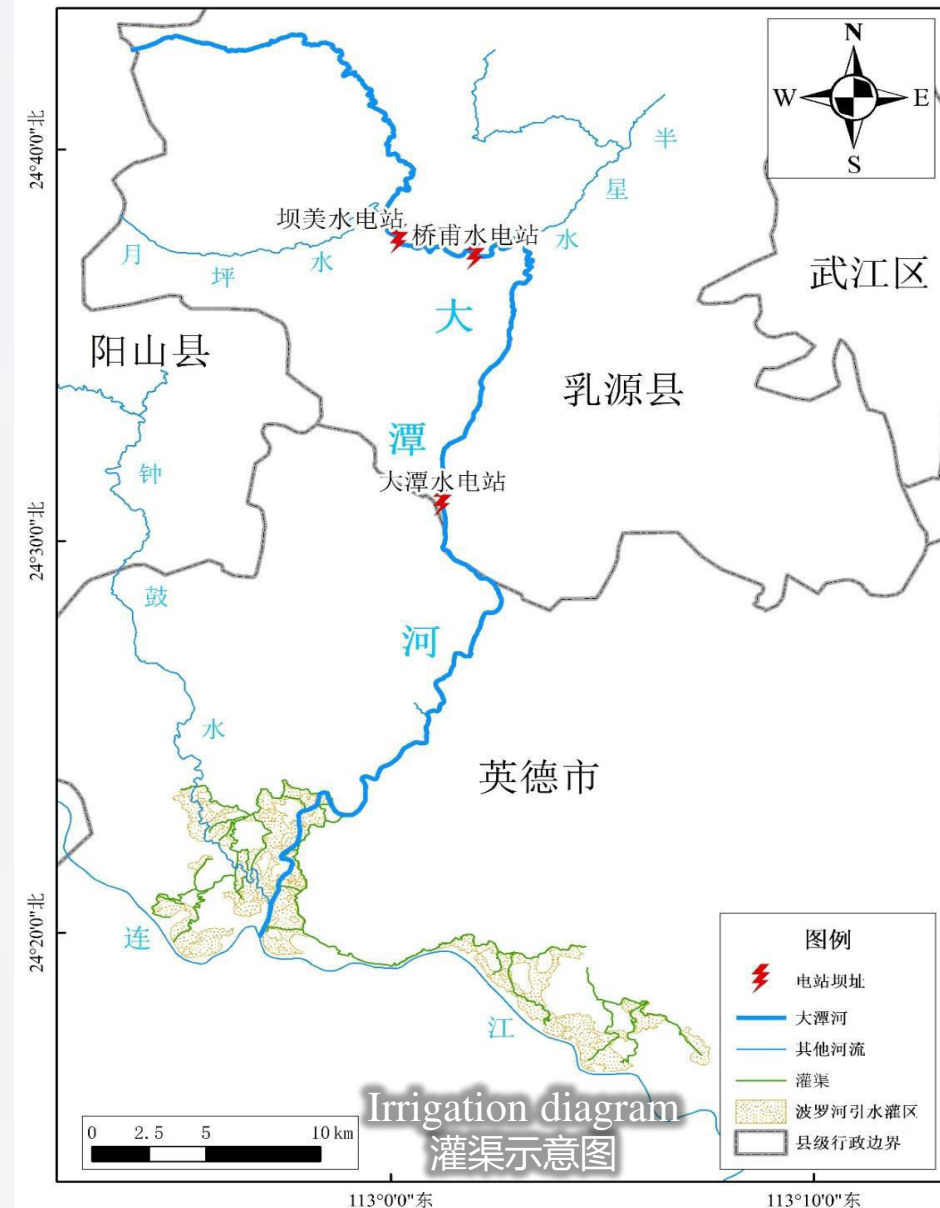 N
W
E
S
24°40'0"北
24°30'0"北
24°20'0"北
半
星
水
坝美水电站
桥甫水电站
月
坪
水
大
武江区
阳山县
乳源县
潭
钟
大潭水电站
鼓
河
水
英德市
连
江
图例
电站坝址
大潭河
其他河流
灌渠
波罗河引水灌区
县级行政边界
0 2.5 5 10 km
Irrigation diagram
灌渠示意图
113°0'0"东
113°10'0"东